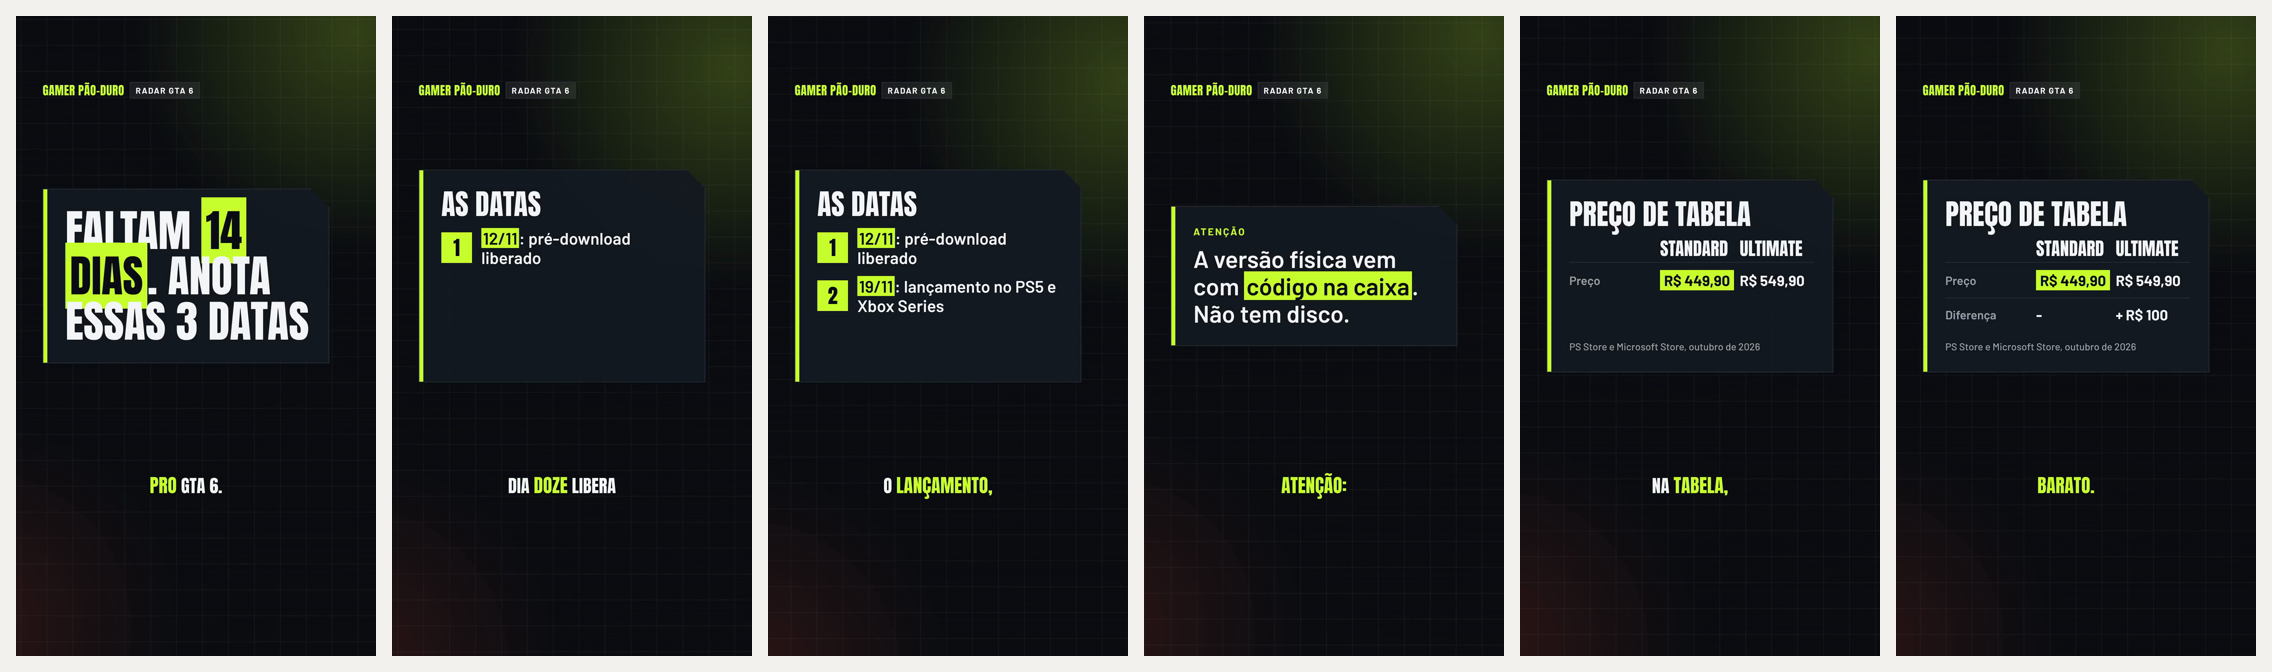 GAMER PÃO-DURO RADAR GTA 6
FALTAM 14
DIAS. ANOTA
ESSAS 3 DATAS
PRO GTA 6.
GAMER PÃO-DURO RADAR GTA 6
AS DATAS
1 12/11: pré-download
liberado
DIA DOZE LIBERA
GAMER PÃO-DURO RADAR GTA 6
AS DATAS
1 12/11: pré-download
liberado
2 19/11: lançamento no PS5 e
Xbox Series
O LANÇAMENTO,
GAMER PÃO-DURO RADAR GTA 6
ATENÇÃO
A versão física vem
com código na caixa.
Não tem disco.
ATENÇÃO:
GAMER PÃO-DURO RADAR GTA 6
PREÇO DE TABELA
STANDARD ULTIMATE
Preço R$ 449,90 R$ 549,90
PS Store e Microsoft Store, outubro de 2026
NA TABELA,
GAMER PÃO-DURO RADAR GTA 6
PREÇO DE TABELA
STANDARD ULTIMATE
Preço R$ 449,90 R$ 549,90
Diferença - + R$ 100
PS Store e Microsoft Store, outubro de 2026
BARATO.